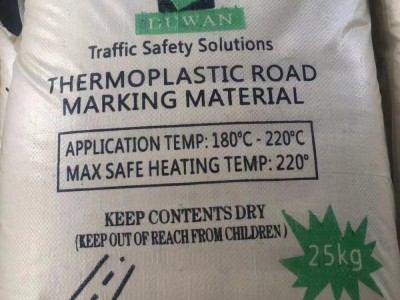 DUWAN
Traffic Safety Solutions
THERMOPLASTIC ROAD
MARKING MATERIAL
APPLICATION TEMP: 180°C - 220°C
MAX SAFE HEATING TEMP: 220°
KEEP CONTENTS DRY
(KEEP OUT OF REACH FROM CHILDREN )
25kg